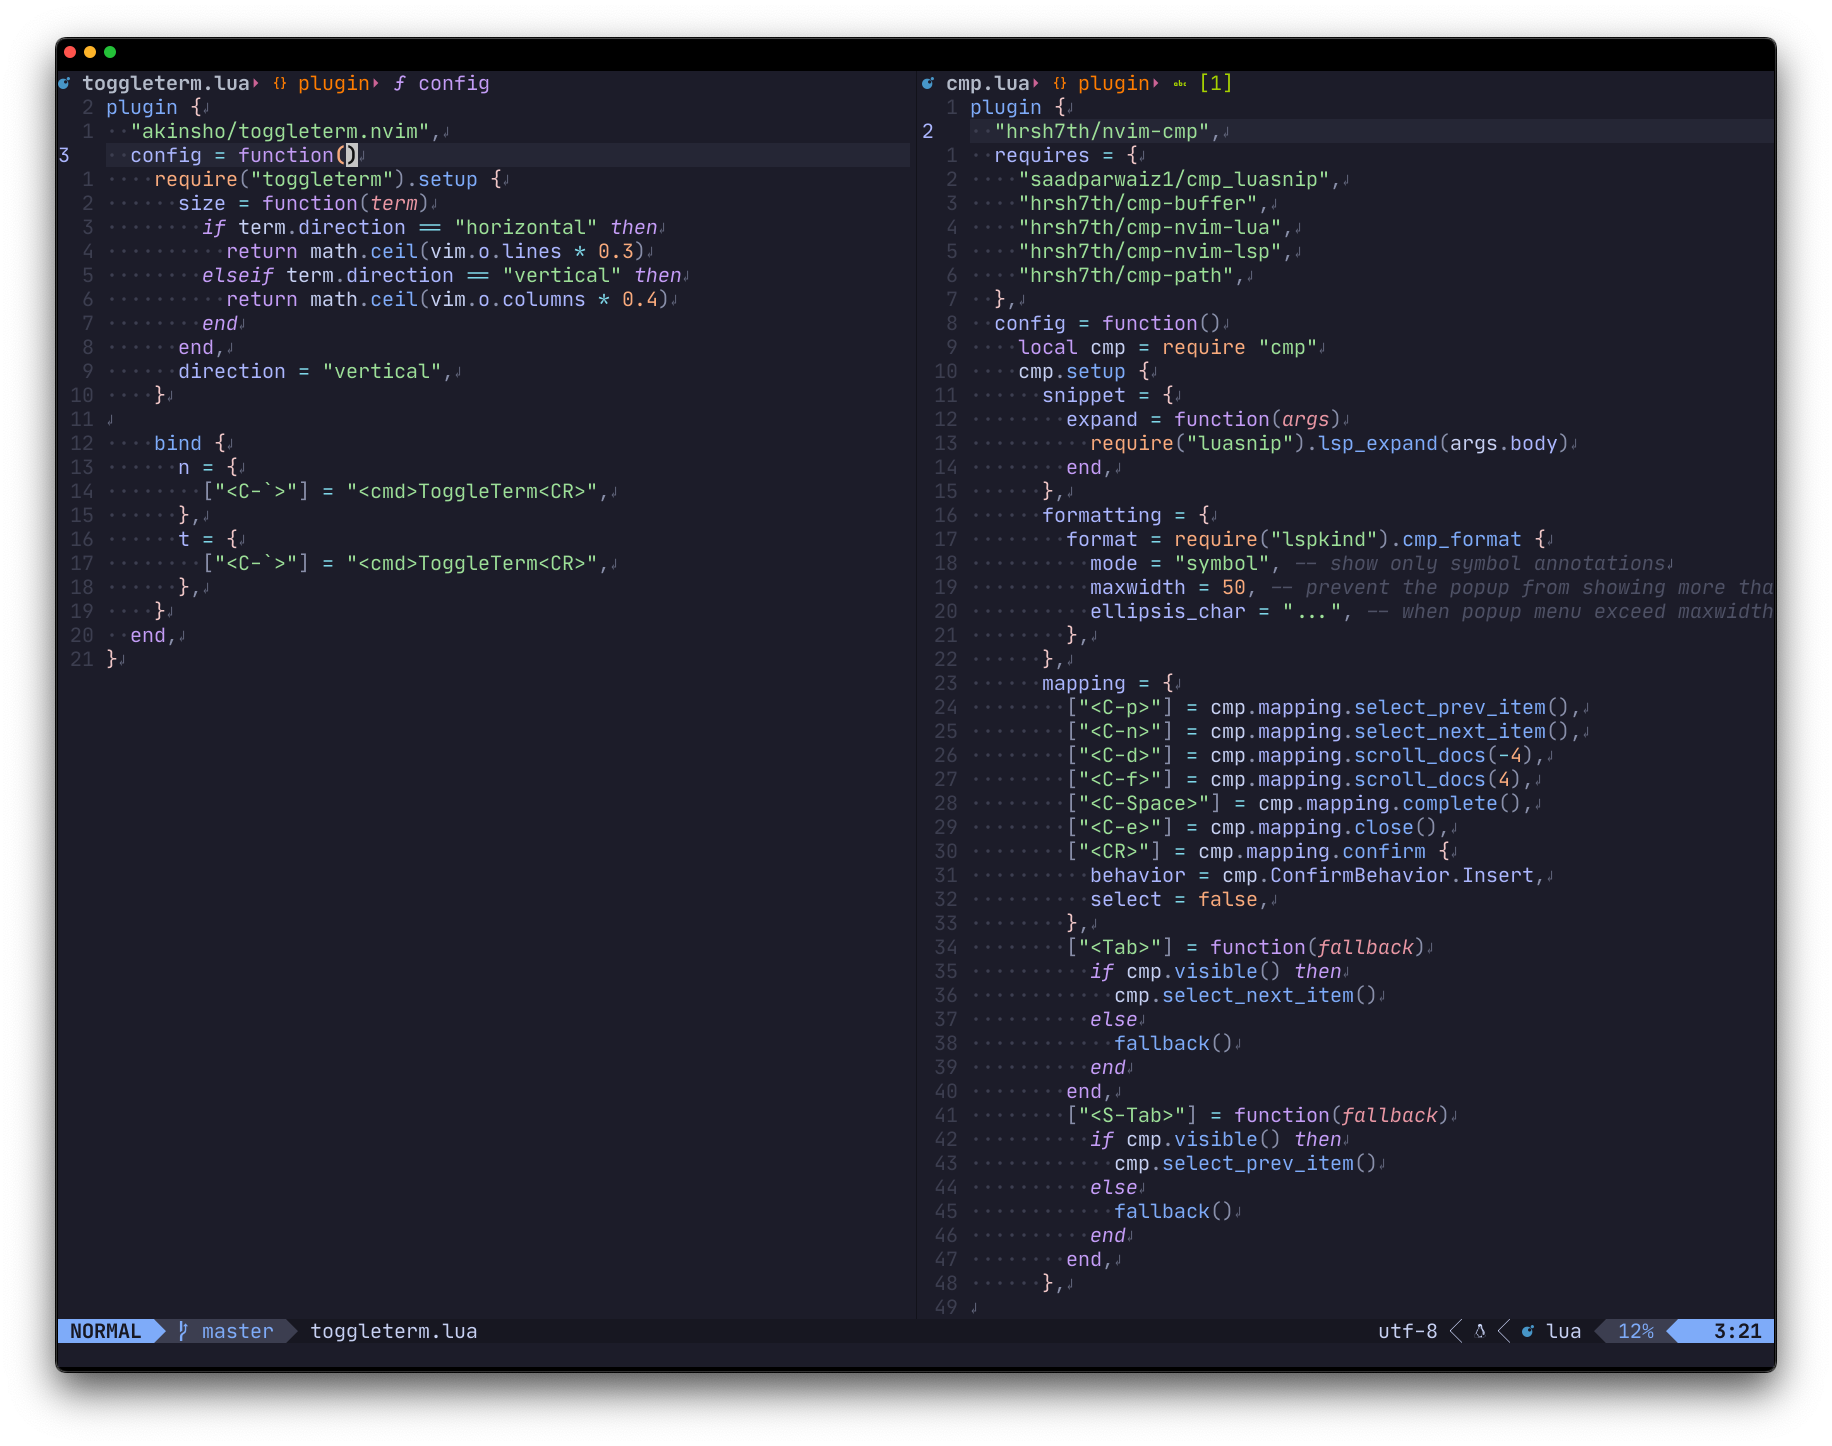 toggleterm.lua {} plugin ƒ config
2 plugin {
1 "akinsho/toggleterm.nvim",
3 config = function()
1 require("toggleterm").setup {
2 size = function(term)
3 if term.direction == "horizontal" then
4 return math.ceil(vim.o.lines * 0.3)
5 elseif term.direction == "vertical" then
6 return math.ceil(vim.o.columns * 0.4)
7 end
8 end,
9 direction = "vertical",
10 }
11
12 bind {
13 n = {
14 ["<C-`>"] = "<cmd>ToggleTerm<CR>",
15 },
16 t = {
17 ["<C-`>"] = "<cmd>ToggleTerm<CR>",
18 },
19 }
20 end,
21 }
cmp.lua {} plugin abc [1]
1 plugin {
2 "hrsh7th/nvim-cmp",
1 requires = {
2 "saadparwaiz1/cmp_luasnip",
3 "hrsh7th/cmp-buffer",
4 "hrsh7th/cmp-nvim-lua",
5 "hrsh7th/cmp-nvim-lsp",
6 "hrsh7th/cmp-path",
7 },
8 config = function()
9 local cmp = require "cmp"
10 cmp.setup {
11 snippet = {
12 expand = function(args)
13 require("luasnip").lsp_expand(args.body)
14 end,
15 },
16 formatting = {
17 format = require("lspkind").cmp_format {
18 mode = "symbol", -- show only symbol annotations
19 maxwidth = 50, -- prevent the popup from showing more tha
20 ellipsis_char = "...", -- when popup menu exceed maxwidth
21 },
22 },
23 mapping = {
24 ["<C-p>"] = cmp.mapping.select_prev_item(),
25 ["<C-n>"] = cmp.mapping.select_next_item(),
26 ["<C-d>"] = cmp.mapping.scroll_docs(-4),
27 ["<C-f>"] = cmp.mapping.scroll_docs(4),
28 ["<C-Space>"] = cmp.mapping.complete(),
29 ["<C-e>"] = cmp.mapping.close(),
30 ["<CR>"] = cmp.mapping.confirm {
31 behavior = cmp.ConfirmBehavior.Insert,
32 select = false,
33 },
34 ["<Tab>"] = function(fallback)
35 if cmp.visible() then
36 cmp.select_next_item()
37 else
38 fallback()
39 end
40 end,
41 ["<S-Tab>"] = function(fallback)
42 if cmp.visible() then
43 cmp.select_prev_item()
44 else
45 fallback()
46 end
47 end,
48 },
49
NORMAL master toggleterm.lua utf-8 lua 12% 3:21